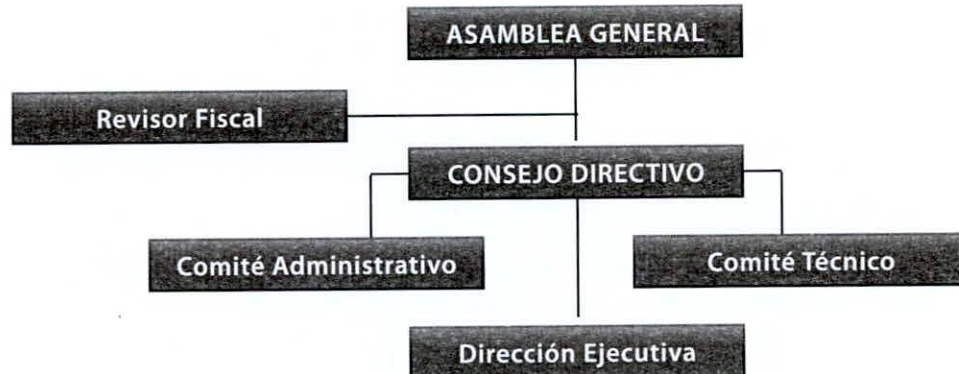 ASAMBLEA GENERAL
Revisor Fiscal
CONSEJO DIRECTIVO
Comité Administrativo
Comité Técnico
Dirección Ejecutiva